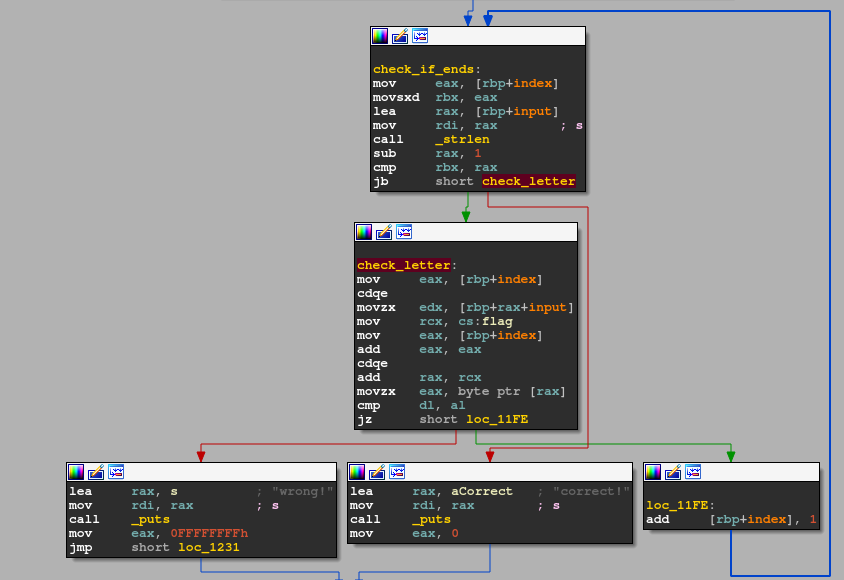 check_if_ends:
mov eax, [rbp+index]
movsxd rbx, eax
lea rax, [rbp+input]
mov rdi, rax ; s
call _strlen
sub rax, 1
cmp rbx, rax
jb short check_letter
check_letter:
mov eax, [rbp+index]
cdqe
movzx edx, [rbp+rax+input]
mov rcx, cs:flag
mov eax, [rbp+index]
add eax, eax
cdqe
add rax, rcx
movzx eax, byte ptr [rax]
cmp dl, al
jz short loc_11FE
lea rax, s ; "wrong!"
mov rdi, rax ; s
call _puts
mov eax, 0FFFFFFFFh
jmp short loc_1231
lea rax, aCorrect ; "correct!"
mov rdi, rax ; s
call _puts
mov eax, 0
loc_11FE:
add [rbp+index], 1